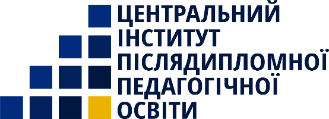 ЦЕНТРАЛЬНИЙ
ІНСТИТУТ
ПІСЛЯДИПЛОМНОЇ
ПЕДАГОГІЧНОЇ
ОСВІТИ